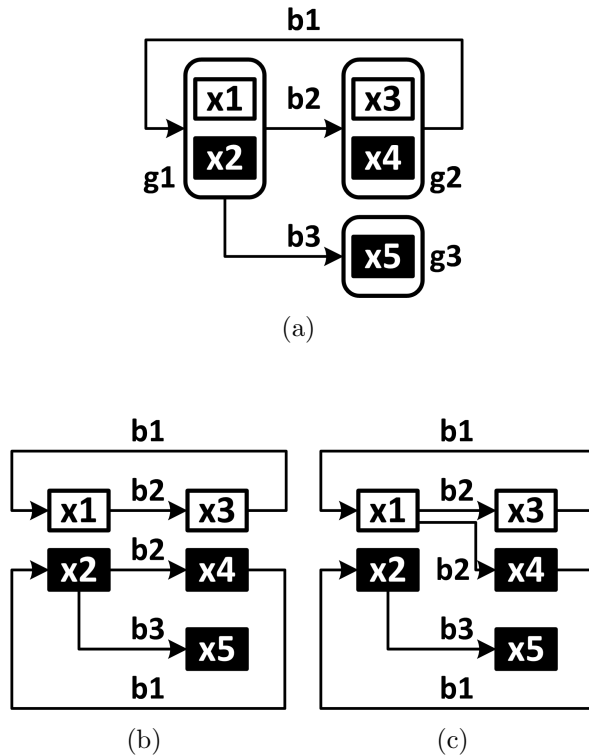 b1
x1 b2 x3
x2 x4
g1 g2
b3 x5 g3
(a)
b1 b1
x1 b2 x3 x1 b2 x3
x2 b2 x4 x2 b2 x4
b3 x5 b3 x5
b1 b1
(b) (c)